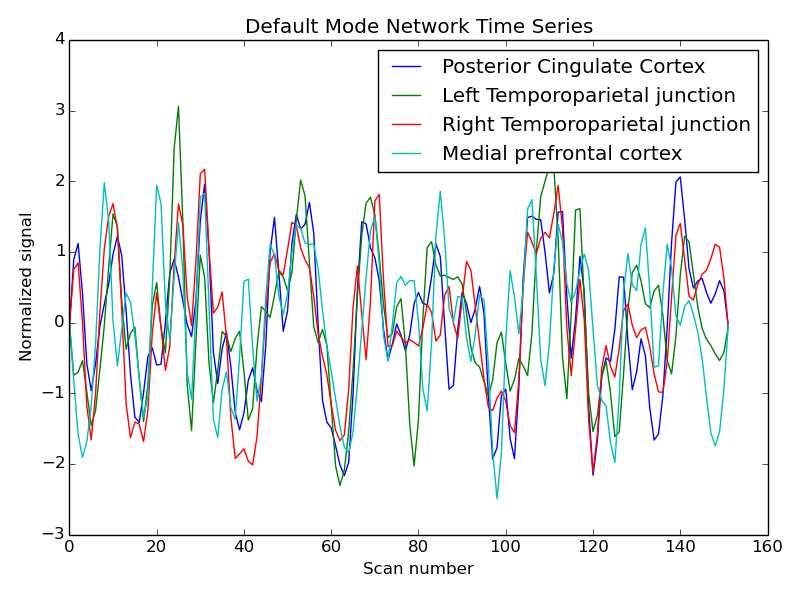 Default Mode Network Time Series
4
3
2
1
0
−1
−2
−3
Normalized signal
Posterior Cingulate Cortex
Left Temporoparietal junction
Right Temporoparietal junction
Medial prefrontal cortex
0 20 40 60 80 100 120 140 160
Scan number